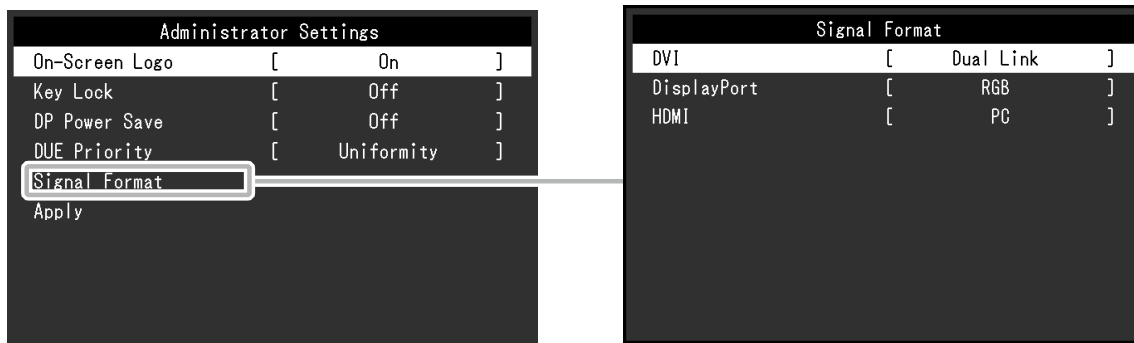 Administrator Settings
On-Screen Logo [ On ]
Key Lock [ Off ]
DP Power Save [ Off ]
DUE Priority [ Uniformity ]
Signal Format
Apply
Signal Format
DVI [ Dual Link ]
DisplayPort [ RGB ]
HDMI [ PC ]